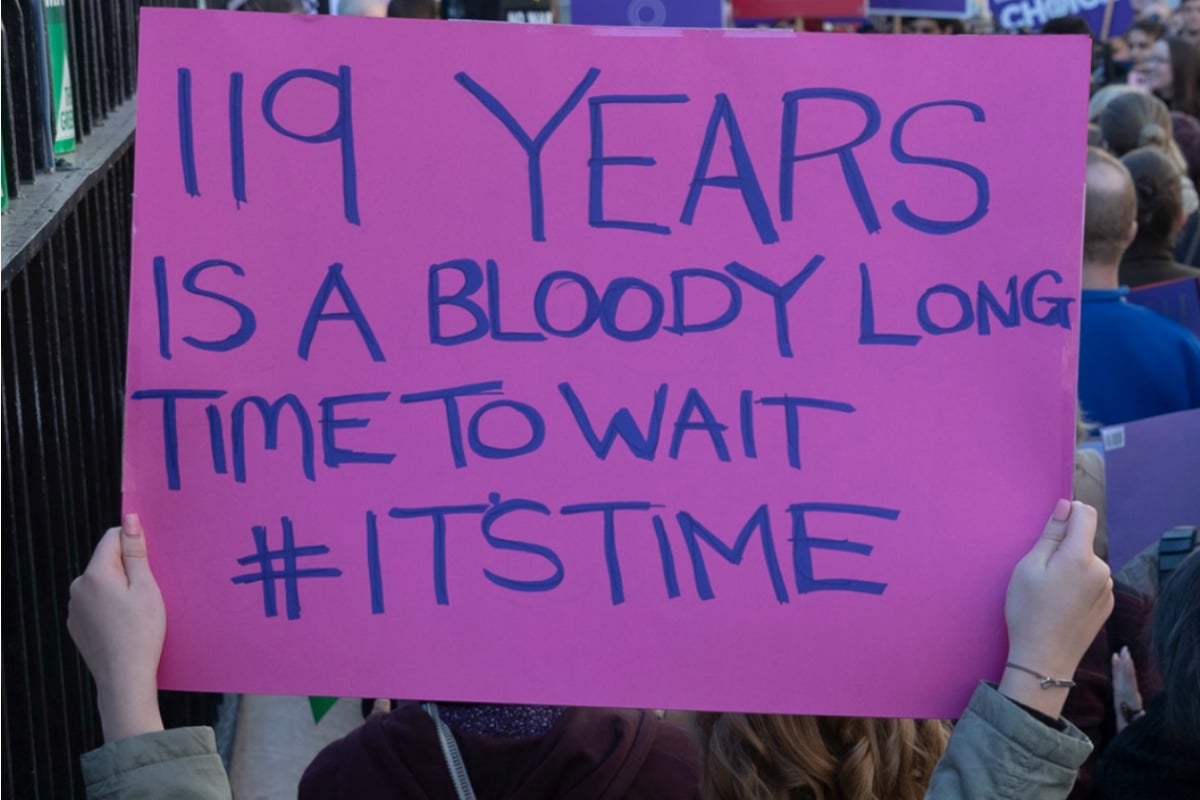 119 YEARS
IS A BLOODY LONG
TIME TO WAIT
#IT'STIME